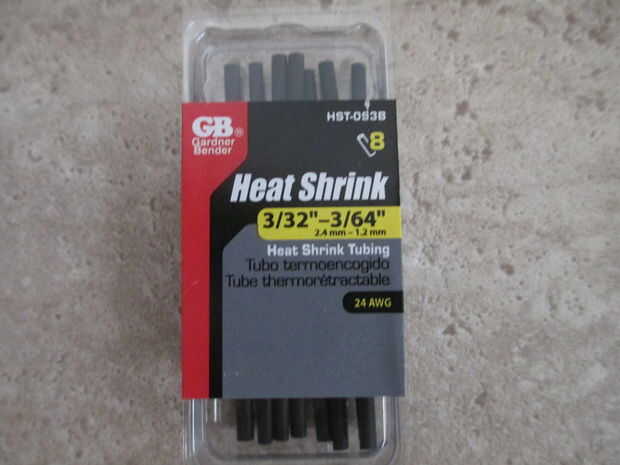 HST-093B
GB®
Gardner
Bender
8
Heat Shrink
3/32"-3/64"
2.4 mm - 1.2 mm
Heat Shrink Tubing
Tubo termoencogido
Tube thermorétractable
24 AWG